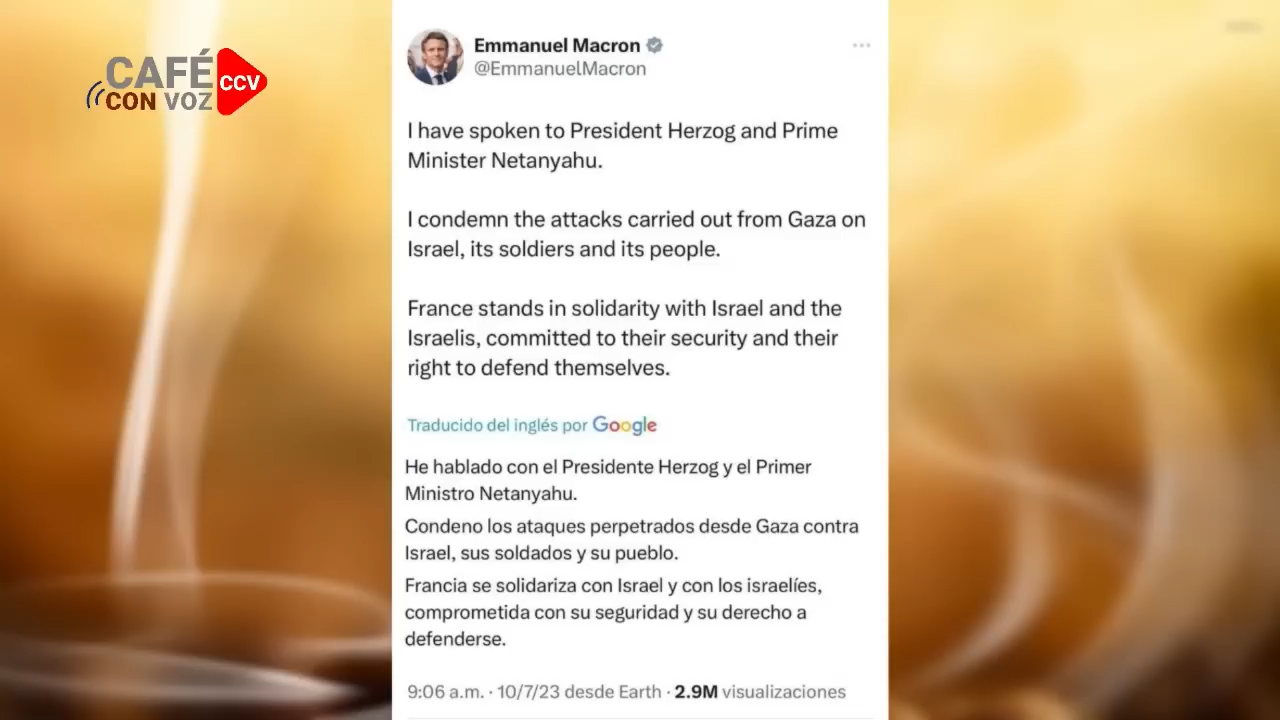 CAFÉ
CON VOZ
CCV
Emmanuel Macron
@EmmanuelMacron
I have spoken to President Herzog and Prime
Minister Netanyahu.
I condemn the attacks carried out from Gaza on
Israel, its soldiers and its people.
France stands in solidarity with Israel and the
Israelis, committed to their security and their
right to defend themselves.
Traducido del inglés por Google
He hablado con el Presidente Herzog y el Primer
Ministro Netanyahu.
Condeno los ataques perpetrados desde Gaza contra
Israel, sus soldados y su pueblo.
Francia se solidariza con Israel y con los israelíes,
comprometida con su seguridad y su derecho a
defenderse.
9:06 a.m. · 10/7/23 desde Earth · 2.9M visualizaciones